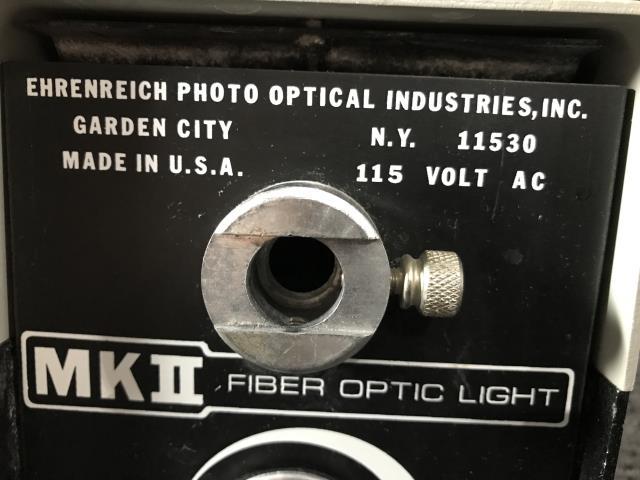 EHRENREICH PHOTO OPTICAL INDUSTRIES, INC.
GARDEN CITY N.Y. 11530
MADE IN U.S.A. 115 VOLT AC
MKII FIBER OPTIC LIGHT